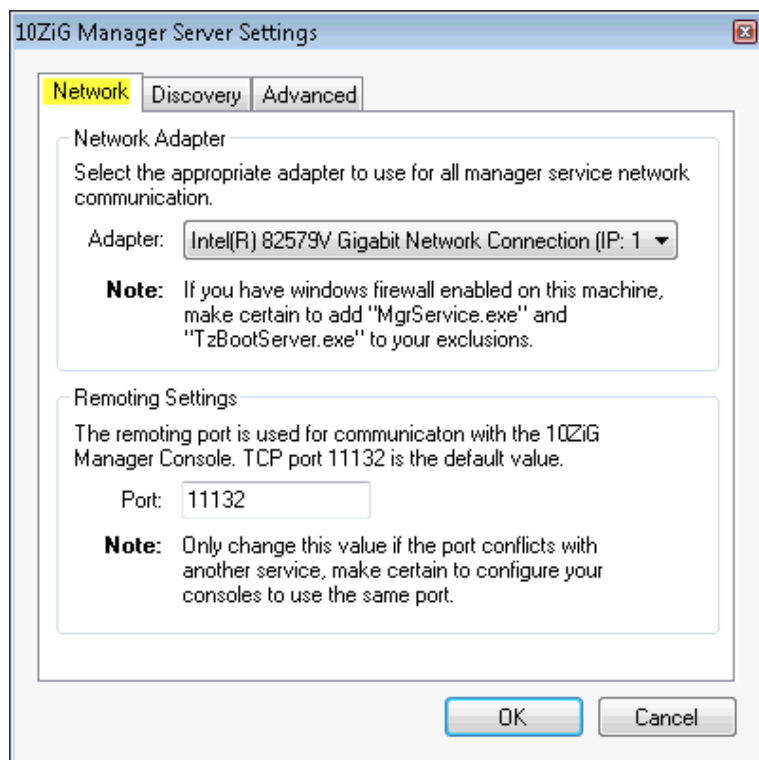 10ZiG Manager Server Settings
Network Discovery Advanced
Network Adapter
Select the appropriate adapter to use for all manager service network
communication.
Adapter: Intel(R) 82579V Gigabit Network Connection (IP: 1
Note: If you have windows firewall enabled on this machine,
make certain to add "MgrService.exe" and
"TzBootServer.exe" to your exclusions.
Remoting Settings
The remoting port is used for communicaton with the 10ZiG
Manager Console. TCP port 11132 is the default value.
Port: 11132
Note: Only change this value if the port conflicts with
another service, make certain to configure your
consoles to use the same port.
OK Cancel